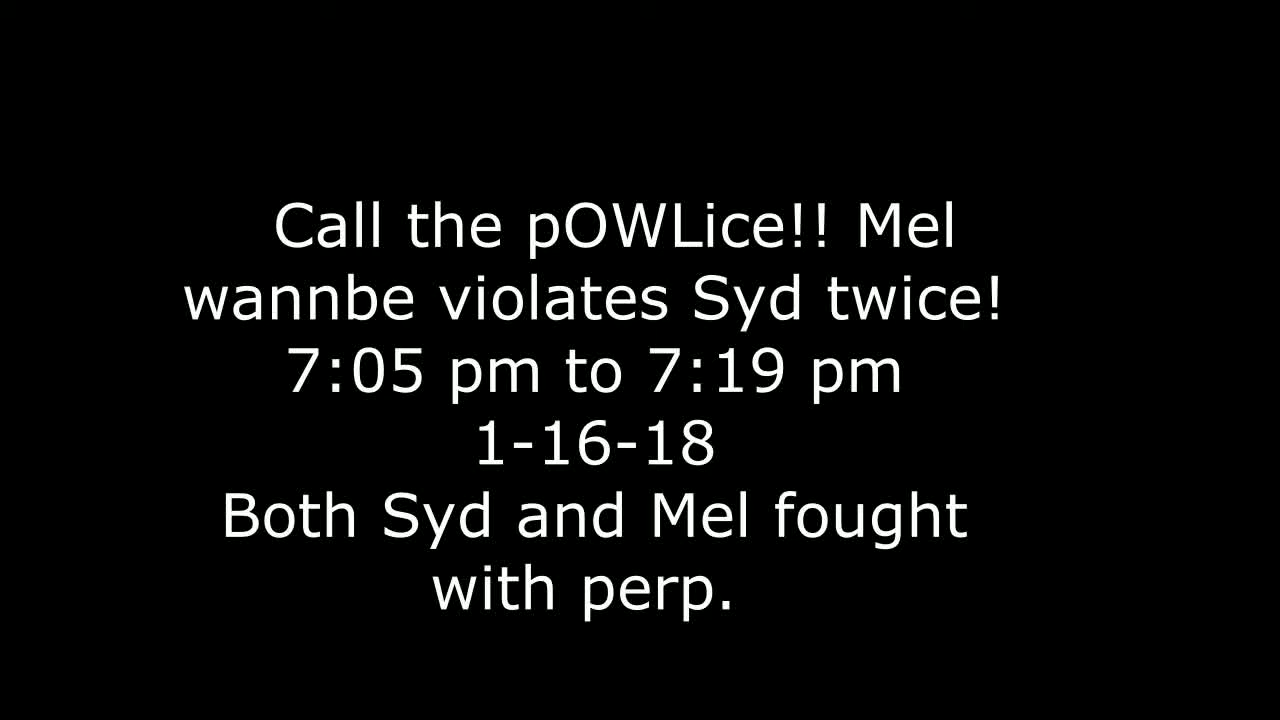 Call the pOWLice!! Mel
wannbe violates Syd twice!
7:05 pm to 7:19 pm
1-16-18
Both Syd and Mel fought
with perp.